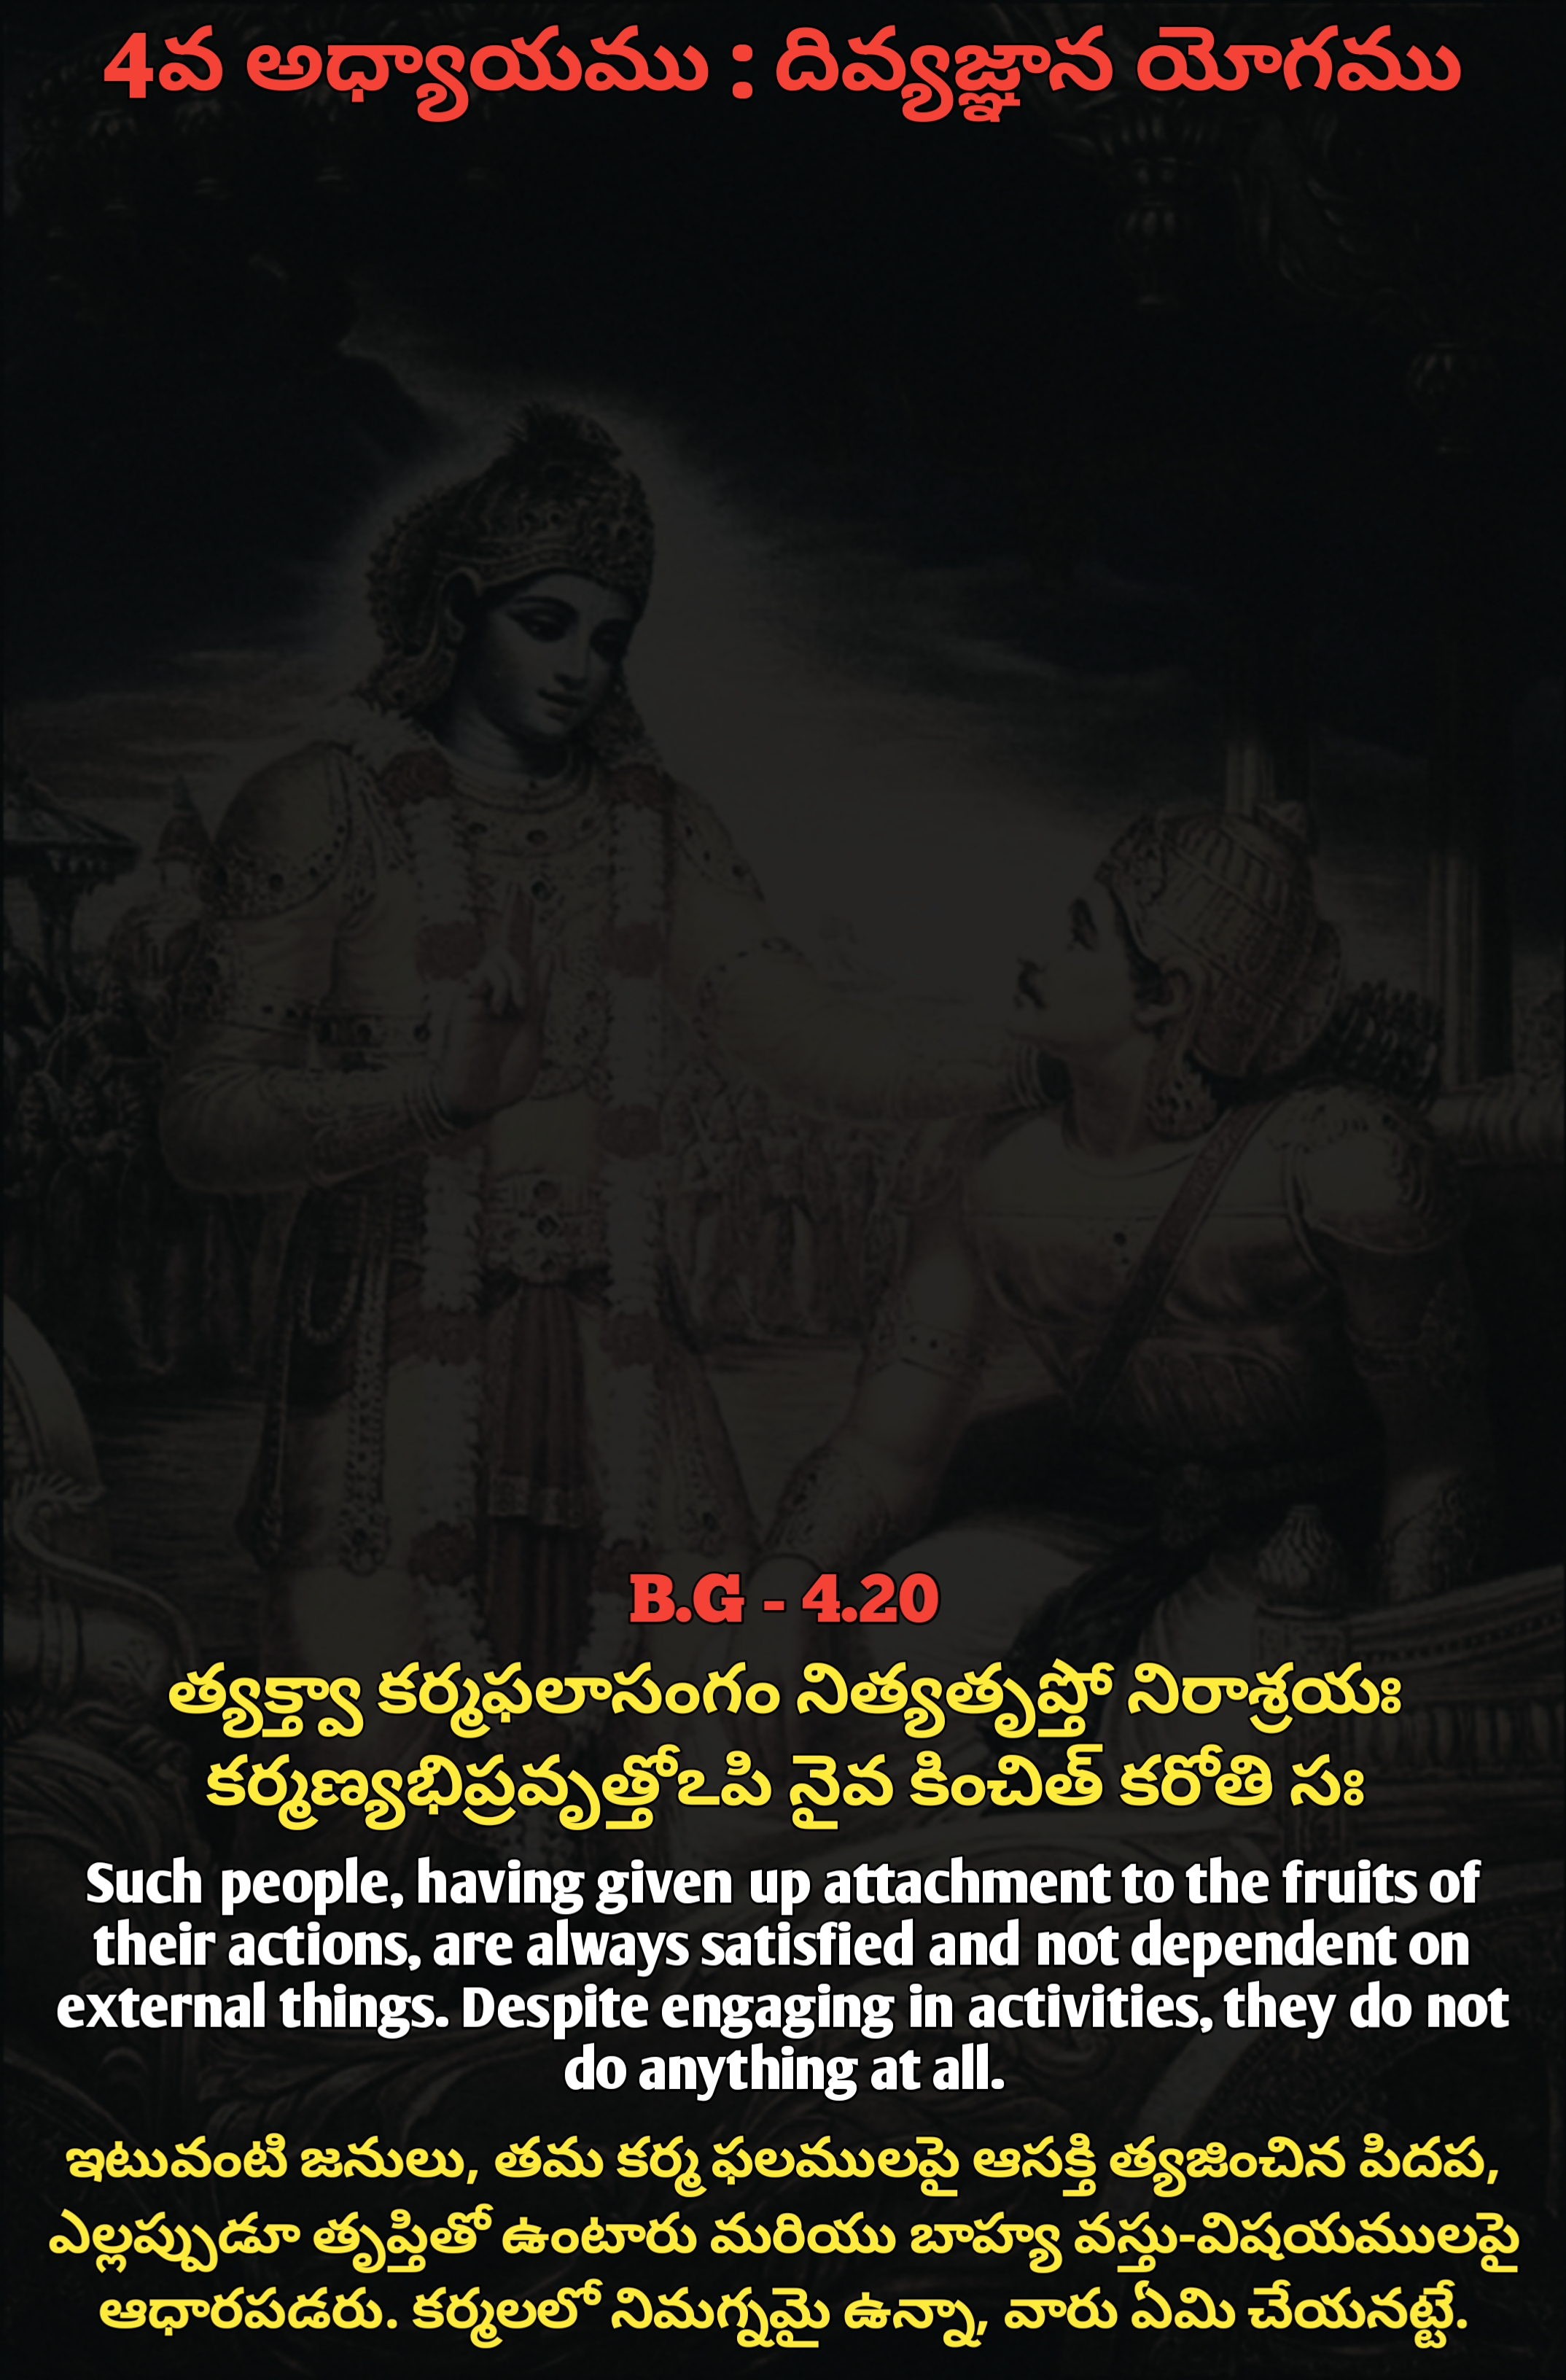 4వ అధ్యాయము : దివ్యజ్ఞాన యోగము
B.G - 4.20
త్యక్త్వా కర్మఫలాసంగం నిత్యతృప్తో నిరాశ్రయః
కర్మణ్యభిప్రవృత్తోఽపి నైవ కించిత్ కరోతి సః
Such people, having given up attachment to the fruits of
their actions, are always satisfied and not dependent on
external things. Despite engaging in activities, they do not
do anything at all.
ఇటువంటి జనులు, తమ కర్మ ఫలములపై ఆసక్తి త్యజించిన పిదప,
ఎల్లప్పుడూ తృప్తితో ఉంటారు మరియు బాహ్య వస్తు-విషయములపై
ఆధారపడరు. కర్మలలో నిమగ్నమై ఉన్నా, వారు ఏమి చేయనట్టే.